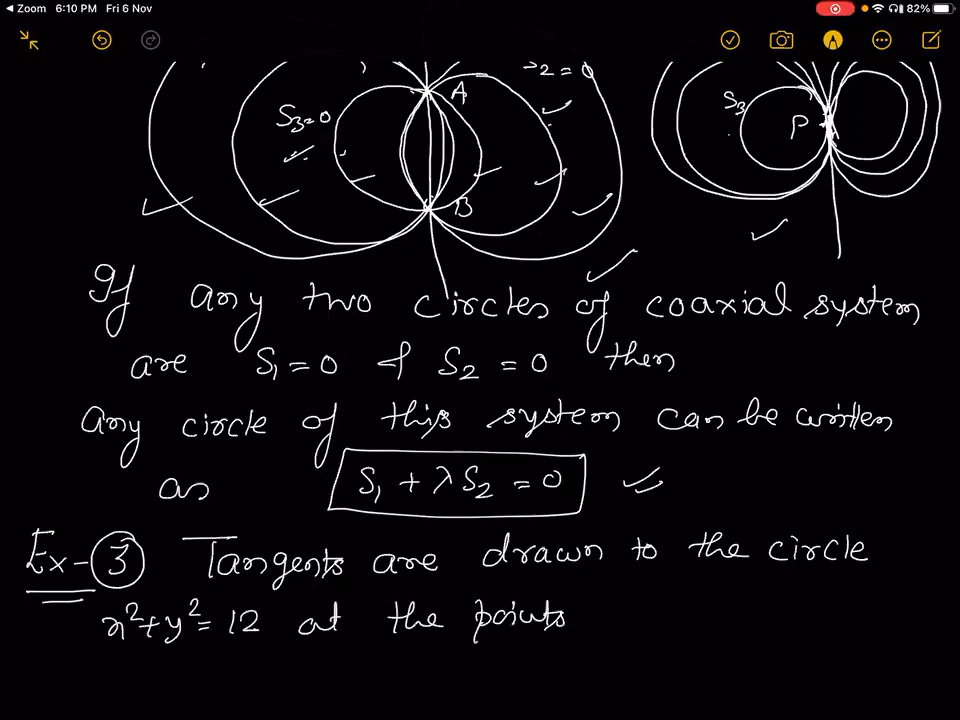 Zoom 6:10 PM Fri 6 Nov 82%
S2=0
A
S3=0
S3
P
B
If any two circles of coaxial system
are S1=0 & S2=0 then
any circle of this system can be written
as S1+λS2=0
Ex-3 Tangents are drawn to the circle
x²+y²=12 at the points